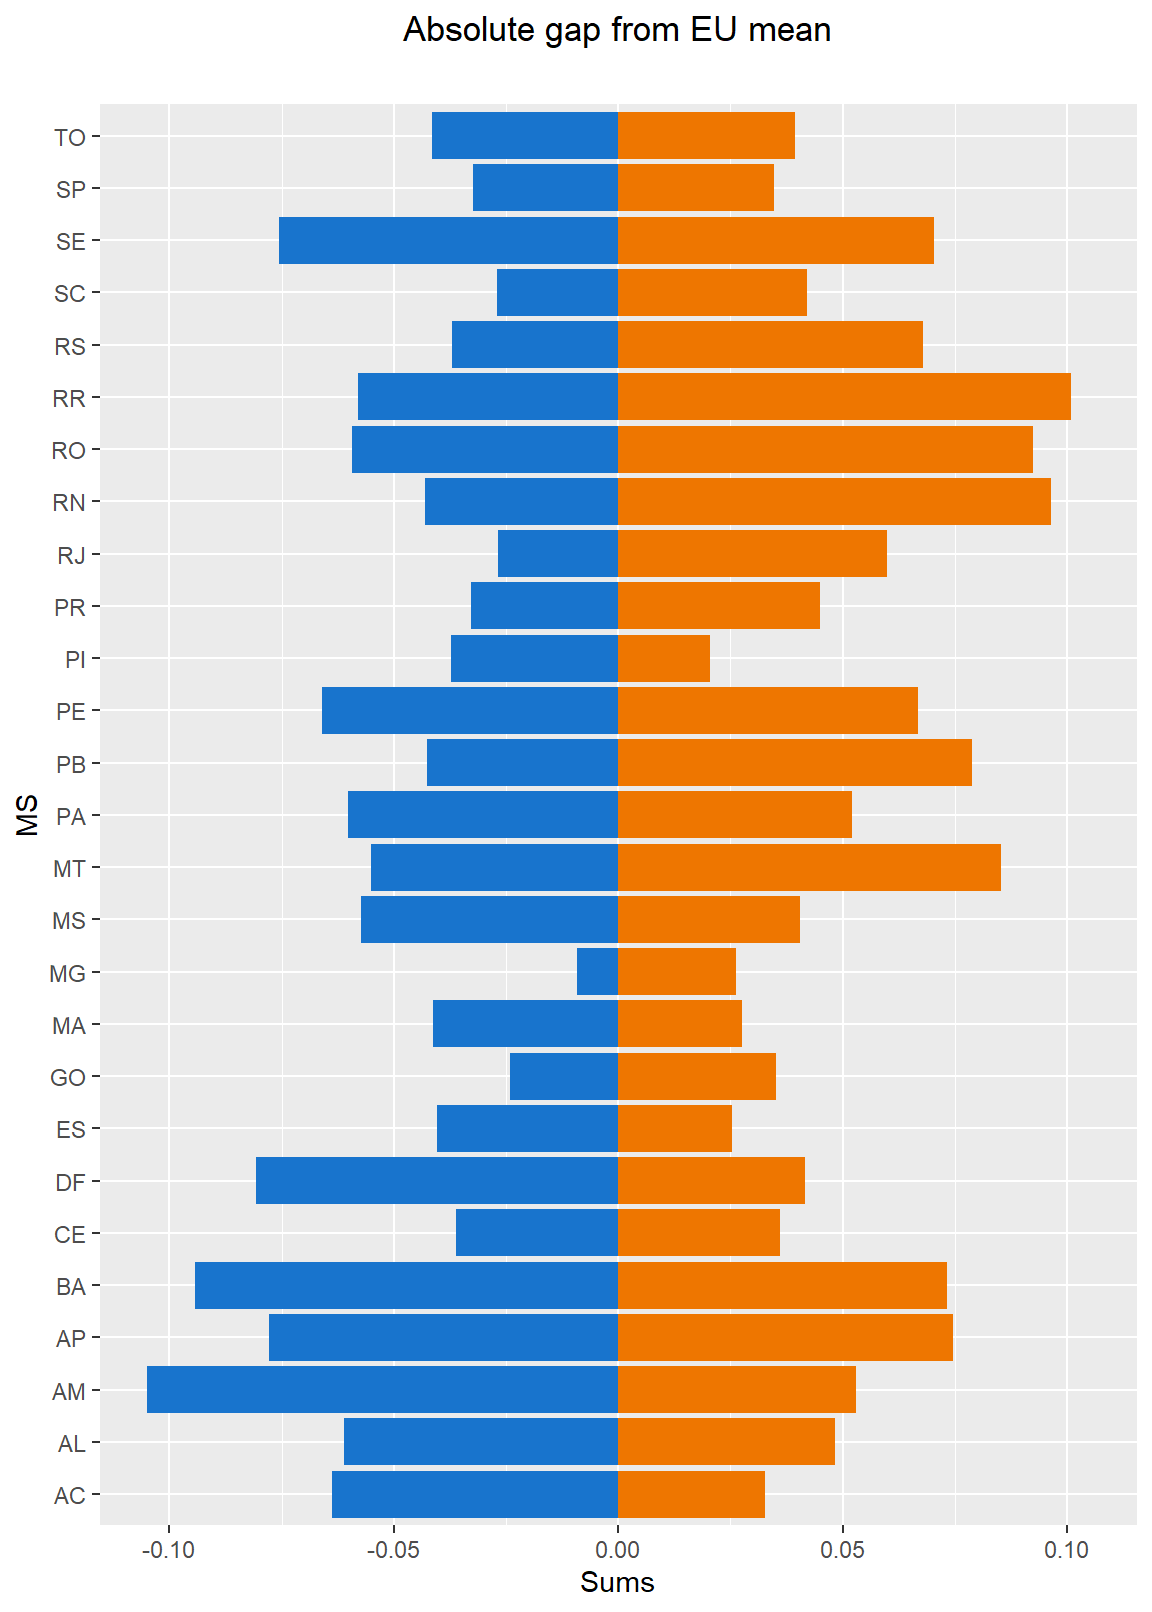 Absolute gap from EU mean
TO
SP
SE
SC
RS
RR
RO
RN
RJ
PR
PI
PE
PB
PA
MT
MS
MG
MA
GO
ES
DF
CE
BA
AP
AM
AL
AC
MS
-0.10 -0.05 0.00 0.05 0.10
Sums